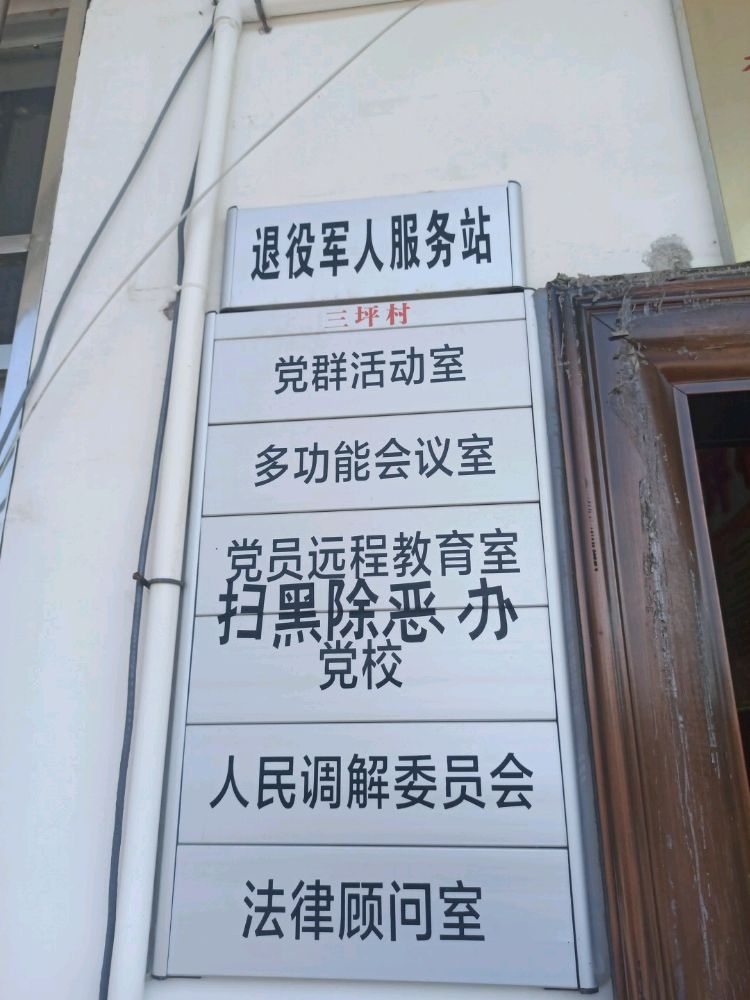 退役军人服务站
三坪村
党群活动室
多功能会议室
党员远程教育室
扫黑除恶 办
党校
人民调解委员会
法律顾问室